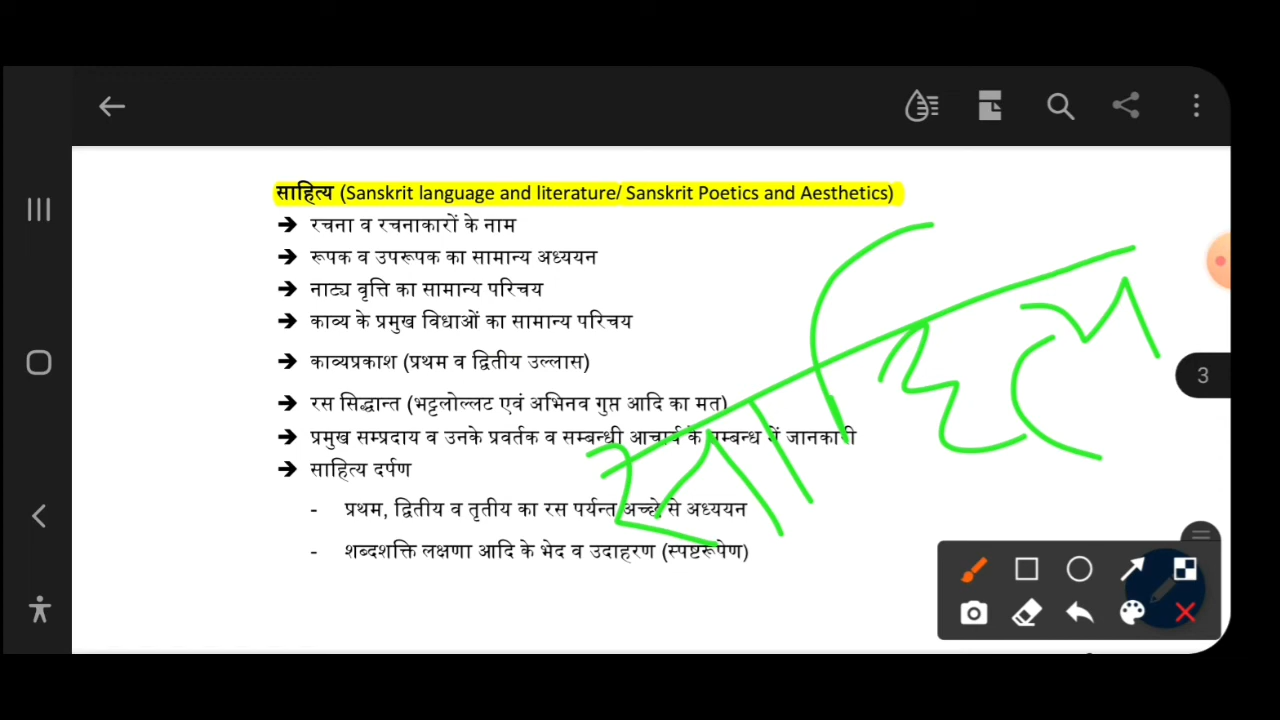 साहित्य (Sanskrit language and literature/ Sanskrit Poetics and Aesthetics)
➔ रचना व रचनाकारों के नाम
➔ रूपक व उपरूपक का सामान्य अध्ययन
➔ नाट्य वृत्ति का सामान्य परिचय
➔ काव्य के प्रमुख विधाओं का सामान्य परिचय
➔ काव्यप्रकाश (प्रथम व द्वितीय उल्लास)
➔ रस सिद्धान्त (भट्टलोल्लट एवं अभिनव गुप्त आदि का मत)
➔ प्रमुख सम्प्रदाय व उनके प्रवर्तक व सम्बन्धी आचार्य के सम्बन्ध में जानकारी
➔ साहित्य दर्पण
- प्रथम, द्वितीय व तृतीय का रस पर्यन्त अच्छे से अध्ययन
- शब्दशक्ति लक्षणा आदि के भेद व उदाहरण (स्पष्टरूपेण)
साहित्य
3